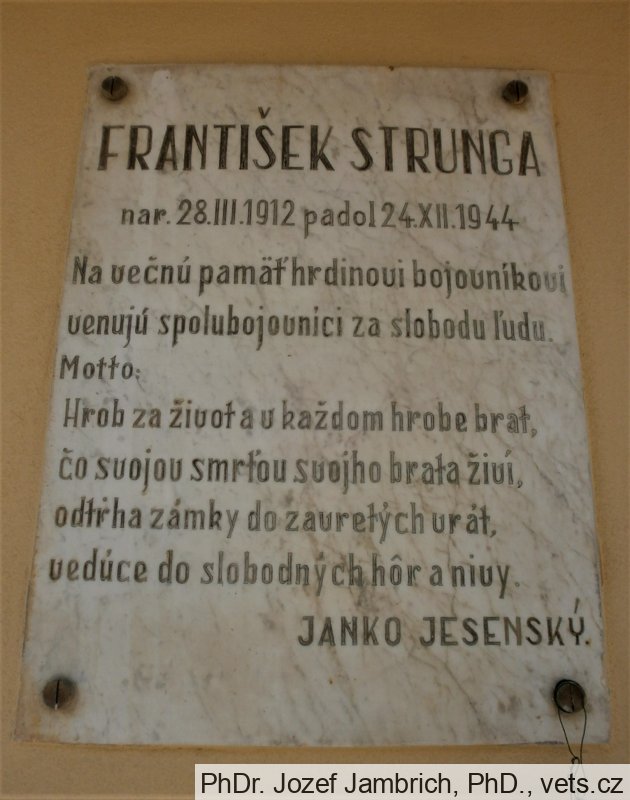 FRANTIŠEK STRUNGA
nar. 28.III.1912 padol 24.XII.1944
Na večnú pamäť hrdinovi bojovníkovi
venujú spolubojovníci za slobodu ľudu.
Motto:
Hrob za života v každom hrobe brat,
čo svojou smrťou svojho brata živí,
odtŕha zámky do zavretých vrát,
vedúce do slobodných hôr a nivy.
JANKO JESENSKÝ.
PhDr. Jozef Jambrich, PhD., vets.cz